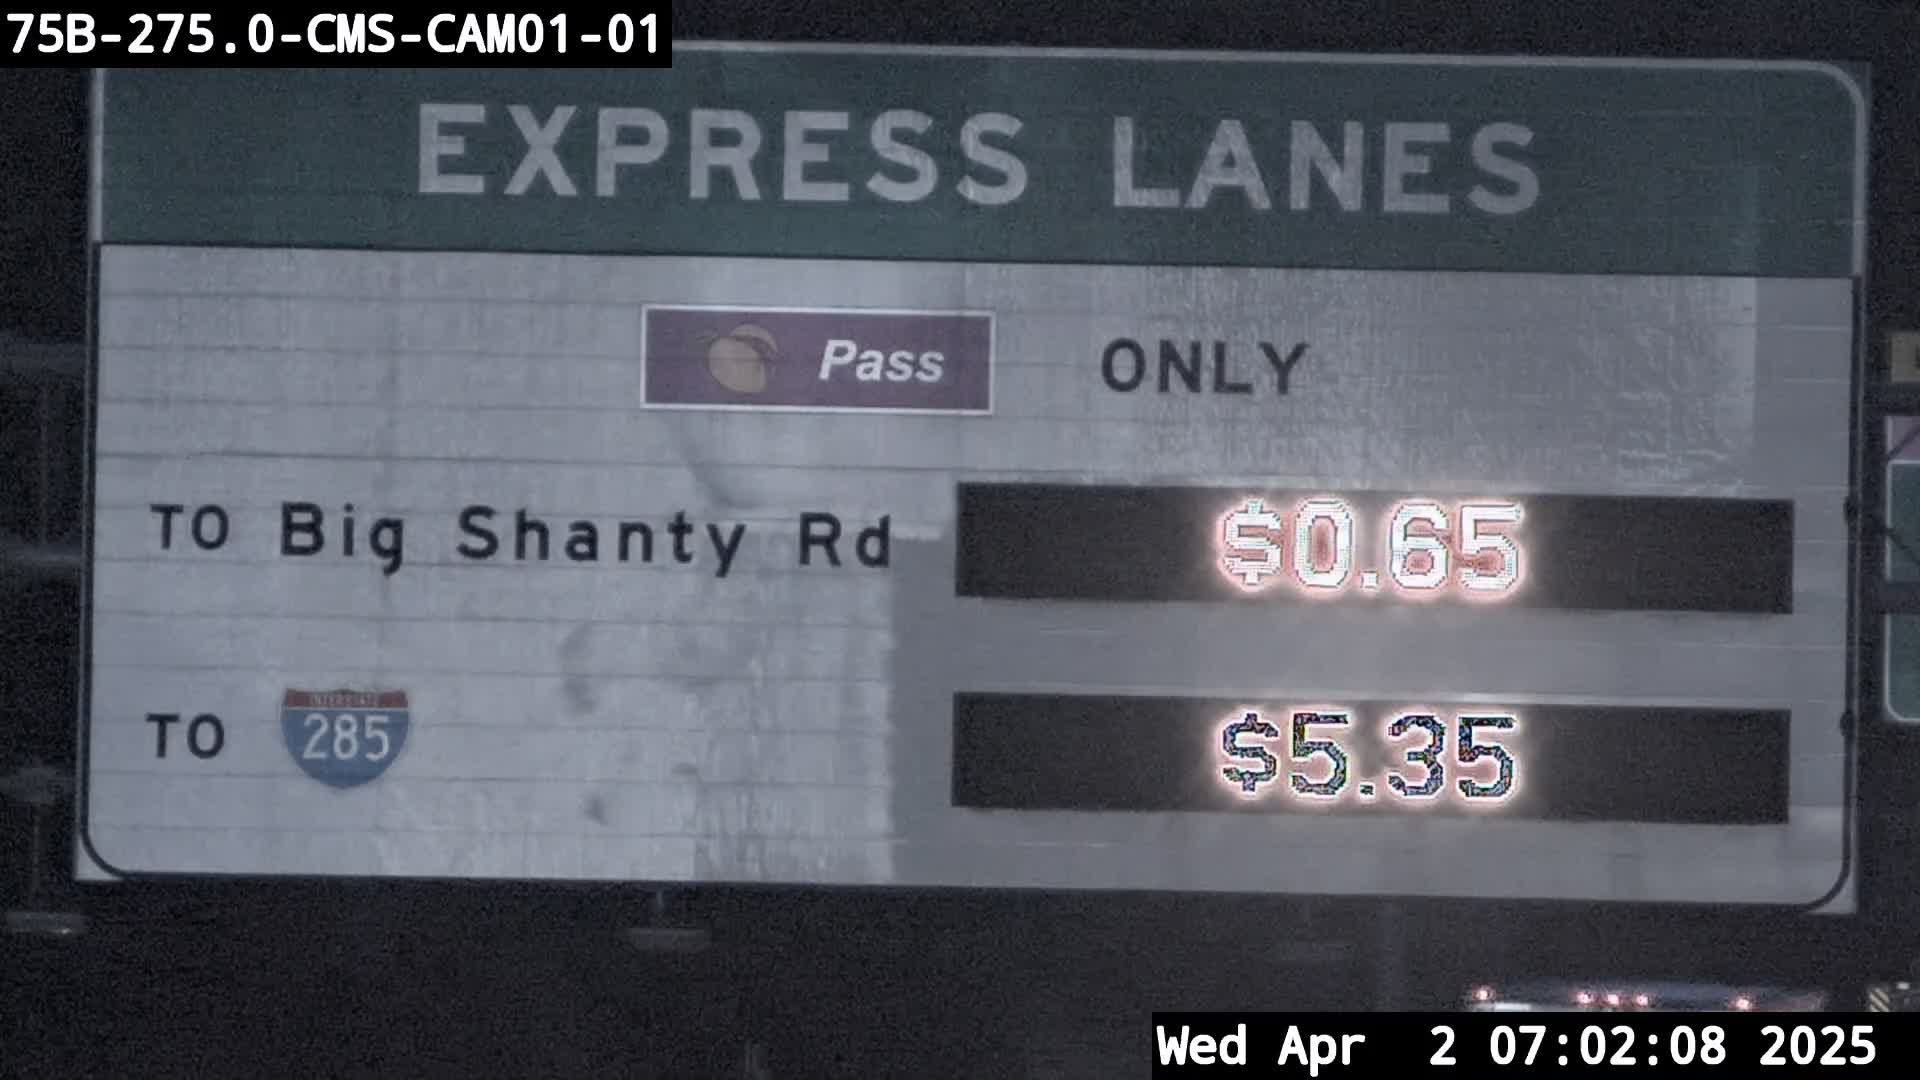 75B-275.0-CMS-CAM01-01
EXPRESS LANES
Pass ONLY
TO Big Shanty Rd $0.65
INTERSTATE
TO 285 $5.35
Wed Apr 2 07:02:08 2025